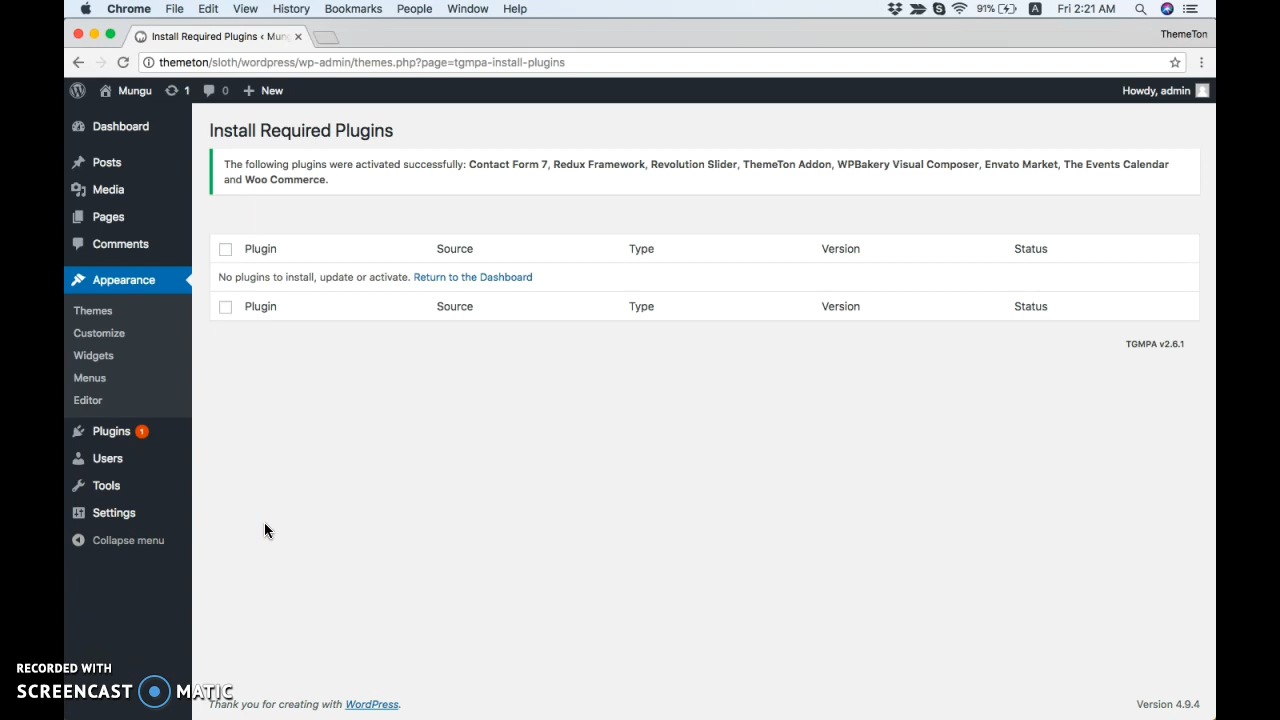 Chrome File Edit View History Bookmarks People Window Help 91% A Fri 2:21 AM
Install Required Plugins ‹ Mung ThemeTon
themeton/sloth/wordpress/wp-admin/themes.php?page=tgmpa-install-plugins
Mungu 1 0 New Howdy, admin
Dashboard
Posts
Media
Pages
Comments
Appearance
Themes
Customize
Widgets
Menus
Editor
Plugins 1
Users
Tools
Settings
Collapse menu
Install Required Plugins
The following plugins were activated successfully: Contact Form 7, Redux Framework, Revolution Slider, ThemeTon Addon, WPBakery Visual Composer, Envato Market, The Events Calendar
and Woo Commerce.
Plugin Source Type Version Status
No plugins to install, update or activate. Return to the Dashboard
Plugin Source Type Version Status
TGMPA v2.6.1
Thank you for creating with WordPress. Version 4.9.4
RECORDED WITH
SCREENCAST MATIC